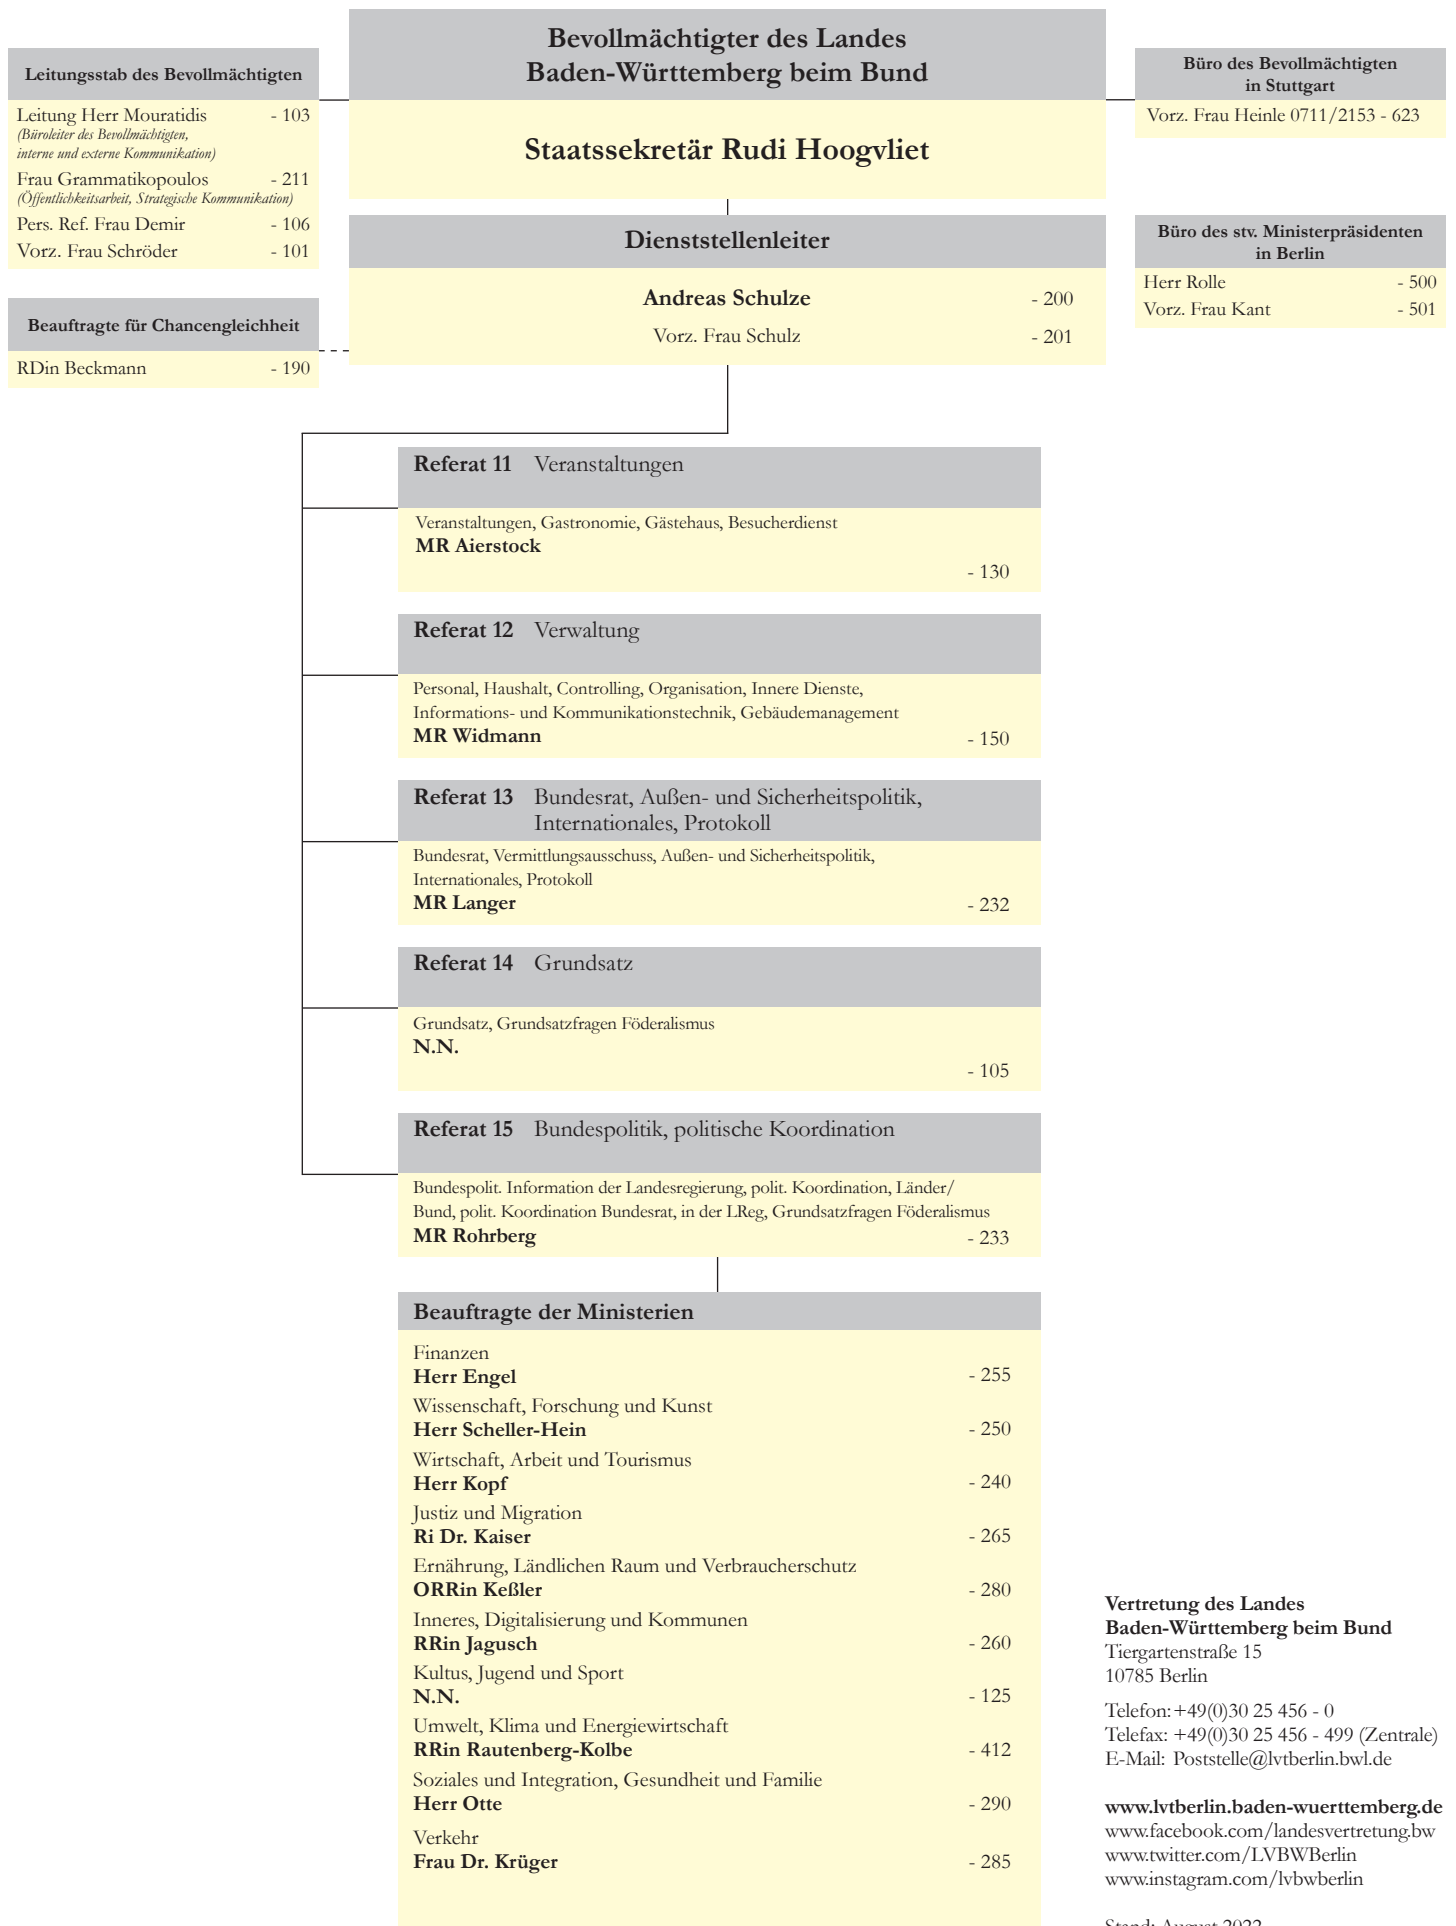 Bevollmächtigter des Landes
Baden-Württemberg beim Bund
Staatssekretär Rudi Hoogvliet
Leitungsstab des Bevollmächtigten
Leitung Herr Mouratidis - 103
(Büroleiter des Bevollmächtigten,
interne und externe Kommunikation)
Frau Grammatikopoulos - 211
(Öffentlichkeitsarbeit, Strategische Kommunikation)
Pers. Ref. Frau Demir - 106
Vorz. Frau Schröder - 101
Büro des Bevollmächtigten
in Stuttgart
Vorz. Frau Heinle 0711/2153 - 623
Dienststellenleiter
Andreas Schulze - 200
Vorz. Frau Schulz - 201
Büro des stv. Ministerpräsidenten
in Berlin
Herr Rolle - 500
Vorz. Frau Kant - 501
Beauftragte für Chancengleichheit
RDin Beckmann - 190
Referat 11 Veranstaltungen
Veranstaltungen, Gastronomie, Gästehaus, Besucherdienst
MR Aierstock
- 130
Referat 12 Verwaltung
Personal, Haushalt, Controlling, Organisation, Innere Dienste,
Informations- und Kommunikationstechnik, Gebäudemanagement
MR Widmann - 150
Referat 13 Bundesrat, Außen- und Sicherheitspolitik,
Internationales, Protokoll
Bundesrat, Vermittlungsausschuss, Außen- und Sicherheitspolitik,
Internationales, Protokoll
MR Langer - 232
Referat 14 Grundsatz
Grundsatz, Grundsatzfragen Föderalismus
N.N.
- 105
Referat 15 Bundespolitik, politische Koordination
Bundespolit. Information der Landesregierung, polit. Koordination, Länder/
Bund, polit. Koordination Bundesrat, in der LReg, Grundsatzfragen Föderalismus
MR Rohrberg - 233
Beauftragte der Ministerien
Finanzen
Herr Engel - 255
Wissenschaft, Forschung und Kunst
Herr Scheller-Hein - 250
Wirtschaft, Arbeit und Tourismus
Herr Kopf - 240
Justiz und Migration
Ri Dr. Kaiser - 265
Ernährung, Ländlichen Raum und Verbraucherschutz
ORRin Keßler - 280
Inneres, Digitalisierung und Kommunen
RRin Jagusch - 260
Kultus, Jugend und Sport
N.N. - 125
Umwelt, Klima und Energiewirtschaft
RRin Rautenberg-Kolbe - 412
Soziales und Integration, Gesundheit und Familie
Herr Otte - 290
Verkehr
Frau Dr. Krüger - 285
Vertretung des Landes
Baden-Württemberg beim Bund
Tiergartenstraße 15
10785 Berlin
Telefon: +49(0)30 25 456 - 0
Telefax: +49(0)30 25 456 - 499 (Zentrale)
E-Mail: Poststelle@lvtberlin.bwl.de
www.lvtberlin.baden-wuerttemberg.de
www.facebook.com/landesvertretung.bw
www.twitter.com/LVBWBerlin
www.instagram.com/lvbwberlin
Stand: August 2022